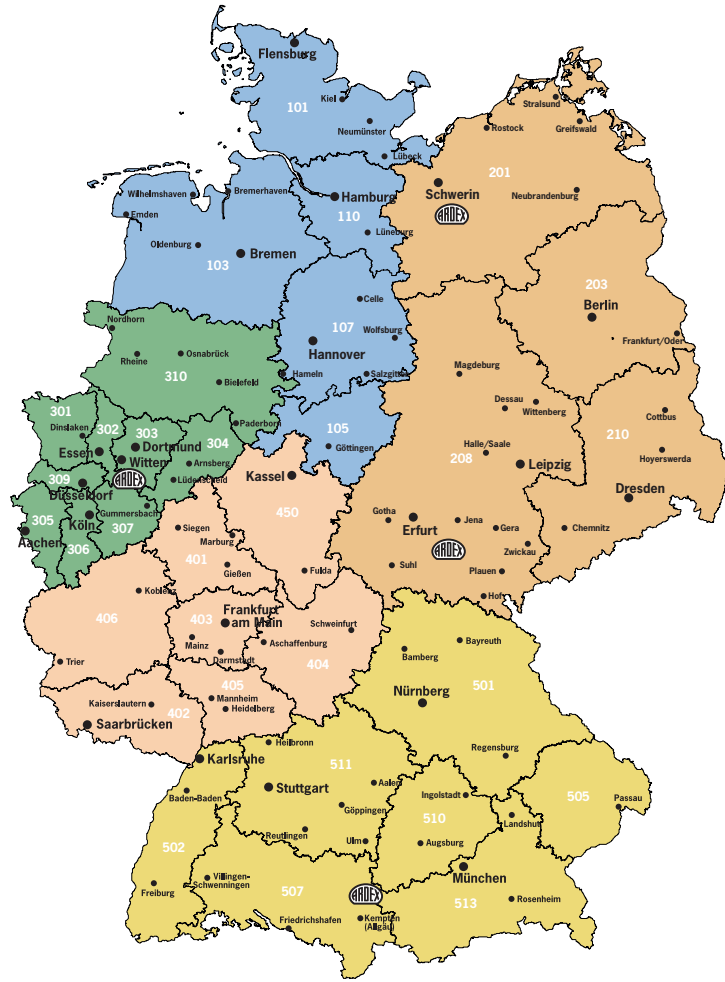 Flensburg
Kiel
101
Neumünster
Lübeck
Stralsund
Greifswald
Rostock
201
Schwerin
Neubrandenburg
ARDEX
Wilhelmshaven
Bremerhaven
Emden
Hamburg
110
Lüneburg
Oldenburg
Bremen
103
Celle
107
Wolfsburg
Hannover
Hameln
Salzgitter
203
Berlin
Frankfurt/Oder
Nordhorn
Rheine
Osnabrück
310
Bielefeld
Magdeburg
Dessau
Wittenberg
Halle/Saale
208
Leipzig
Cottbus
210
Hoyerswerda
Dresden
Chemnitz
301
Dinslaken
302
303
304
Paderborn
Dortmund
Essen
Witten
Arnsberg
309
ARDEX
Lüdenscheid
Düsseldorf
305
Köln
Gummersbach
307
Aachen
306
105
Göttingen
Kassel
450
Siegen
Marburg
401
Gießen
Fulda
Gotha
Erfurt
Jena
Gera
Zwickau
ARDEX
Suhl
Plauen
Hof
Koblenz
406
403
Frankfurt
am Main
Mainz
Darmstadt
Schweinfurt
Aschaffenburg
404
Trier
405
Mannheim
Heidelberg
Kaiserslautern
402
Saarbrücken
Bayreuth
Bamberg
501
Nürnberg
Regensburg
Karlsruhe
Heilbronn
511
Baden-Baden
Stuttgart
Aalen
Göppingen
Reutlingen
Ulm
Ingolstadt
510
Augsburg
Landshut
505
Passau
502
Villingen-
Schwenningen
Freiburg
507
ARDEX
Friedrichshafen
Kempten
(Allgäu)
München
513
Rosenheim